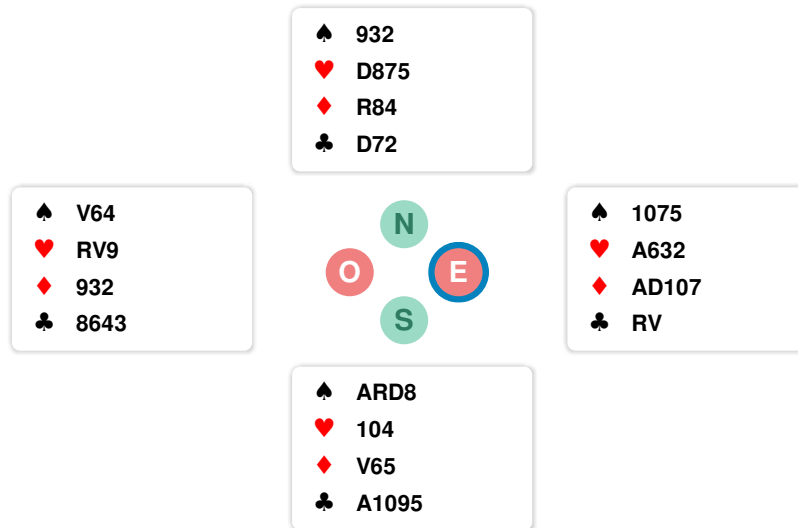 ♠ 932
♥ D875
♦ R84
♣ D72
♠ V64
♥ RV9
♦ 932
♣ 8643
N
O E
S
♠ 1075
♥ A632
♦ AD107
♣ RV
♠ ARD8
♥ 104
♦ V65
♣ A1095